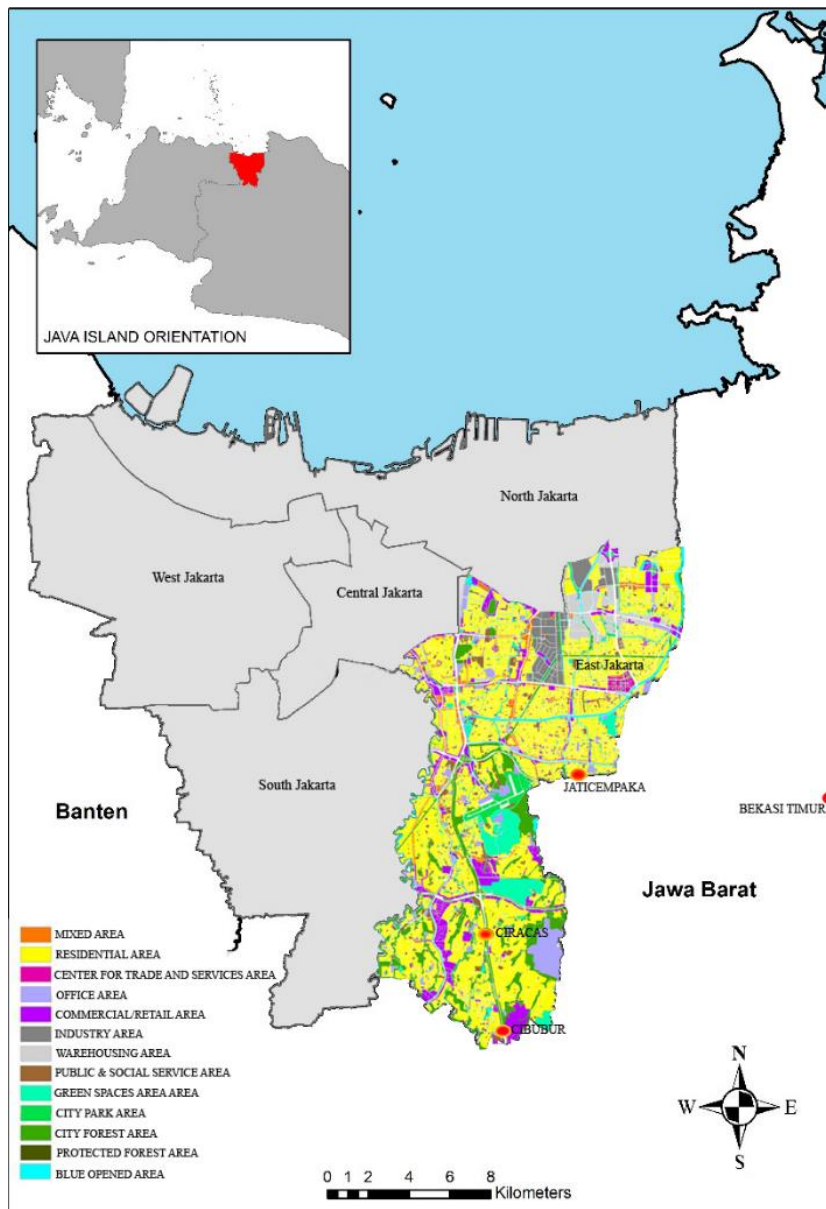 JAVA ISLAND ORIENTATION
North Jakarta
West Jakarta
Central Jakarta
East Jakarta
South Jakarta
JATICEMPAKA
BEKASI TIMUR
Banten
Jawa Barat
CIRACAS
CIBUBUR
MIXED AREA
RESIDENTIAL AREA
CENTER FOR TRADE AND SERVICES AREA
OFFICE AREA
COMMERCIAL/RETAIL AREA
INDUSTRY AREA
WAREHOUSING AREA
PUBLIC & SOCIAL SERVICE AREA
GREEN SPACES AREA AREA
CITY PARK AREA
CITY FOREST AREA
PROTECTED FOREST AREA
BLUE OPENED AREA
N
W E
S
0 1 2 4 6 8
Kilometers